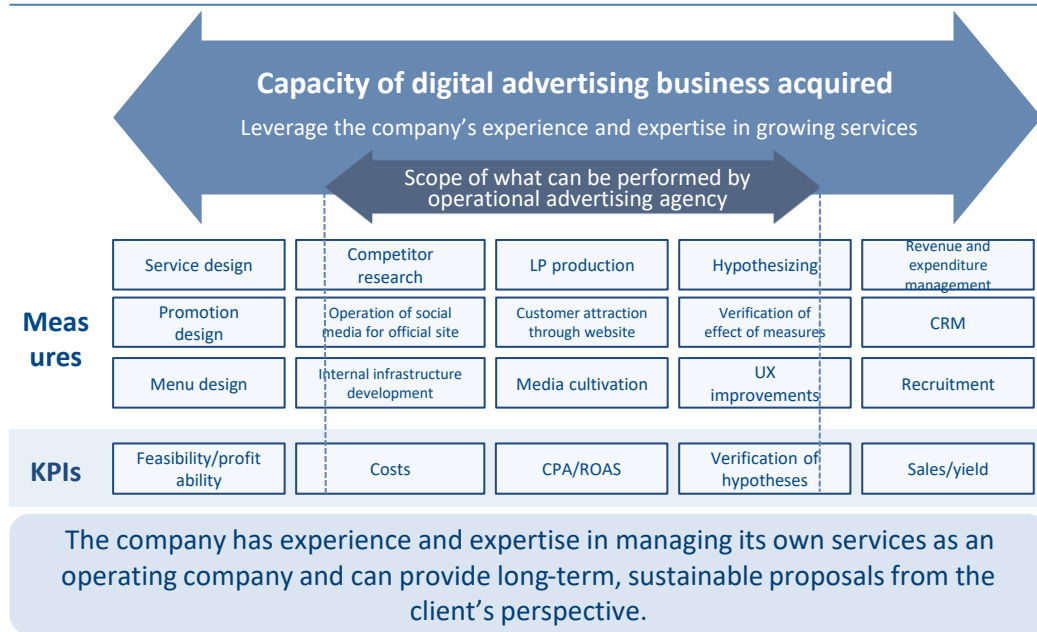 Capacity of digital advertising business acquired
Leverage the company’s experience and expertise in growing services
Scope of what can be performed by
operational advertising agency
Service design
Competitor
research
LP production
Hypothesizing
Revenue and
expenditure
management
Meas
ures
Promotion
design
Operation of social
media for official site
Customer attraction
through website
Verification of
effect of measures
CRM
Menu design
Internal infrastructure
development
Media cultivation
UX
improvements
Recruitment
KPIs
Feasibility/profit
ability
Costs
CPA/ROAS
Verification of
hypotheses
Sales/yield
The company has experience and expertise in managing its own services as an
operating company and can provide long-term, sustainable proposals from the
client’s perspective.